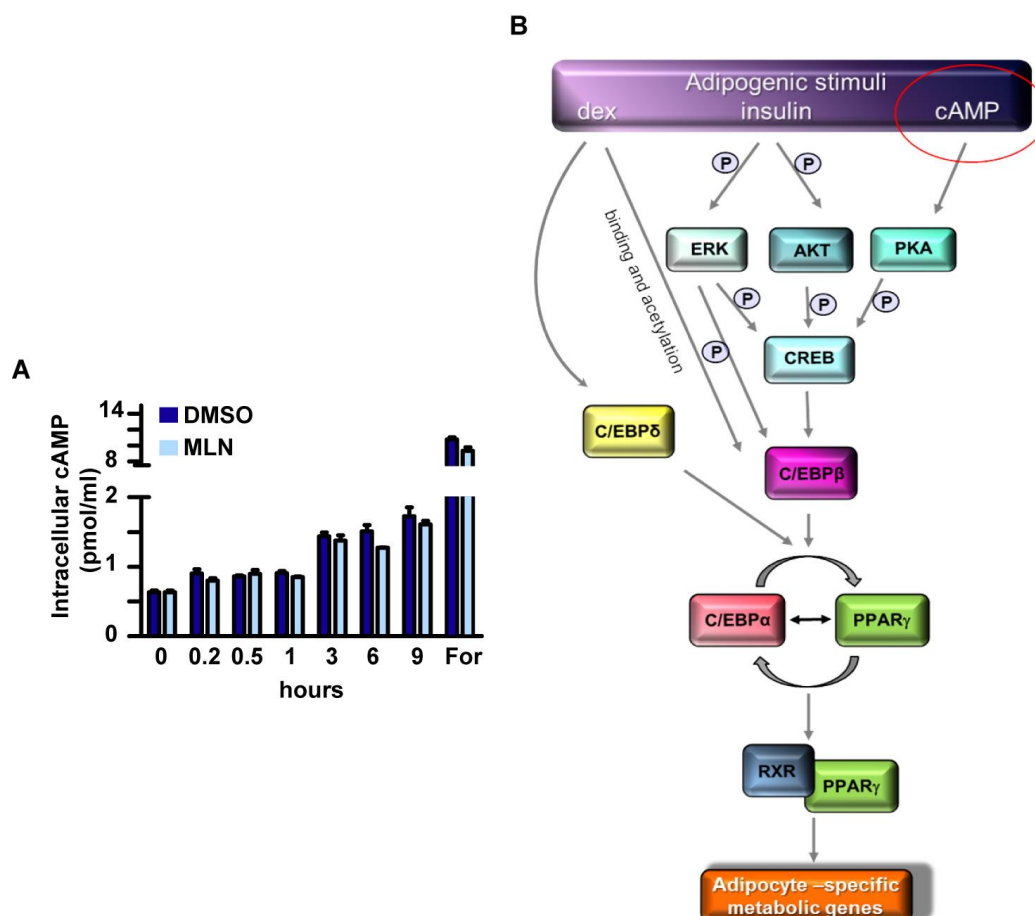 A
Intracellular cAMP
(pmol/ml)
14
8
2
1
0
DMSO
MLN
0 0.2 0.5 1 3 6 9 For
hours
B
Adipogenic stimuli
dex insulin cAMP
P P
binding and acetylation
ERK AKT PKA
P P P
P
CREB
C/EBPδ
C/EBPβ
C/EBPα PPARγ
RXR
PPARγ
Adipocyte –specific
metabolic genes